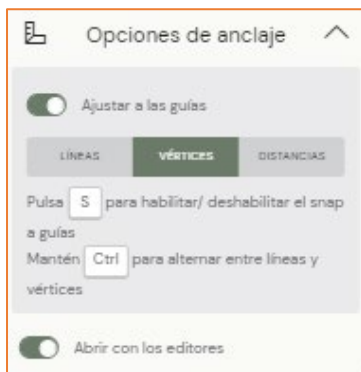 Opciones de anclaje
Ajustar a las guías
LÍNEAS VÉRTICES DISTANCIAS
Pulsa S para habilitar/ deshabilitar el snap
a guías
Mantén Ctrl para alternar entre líneas y
vértices
Abrir con los editores